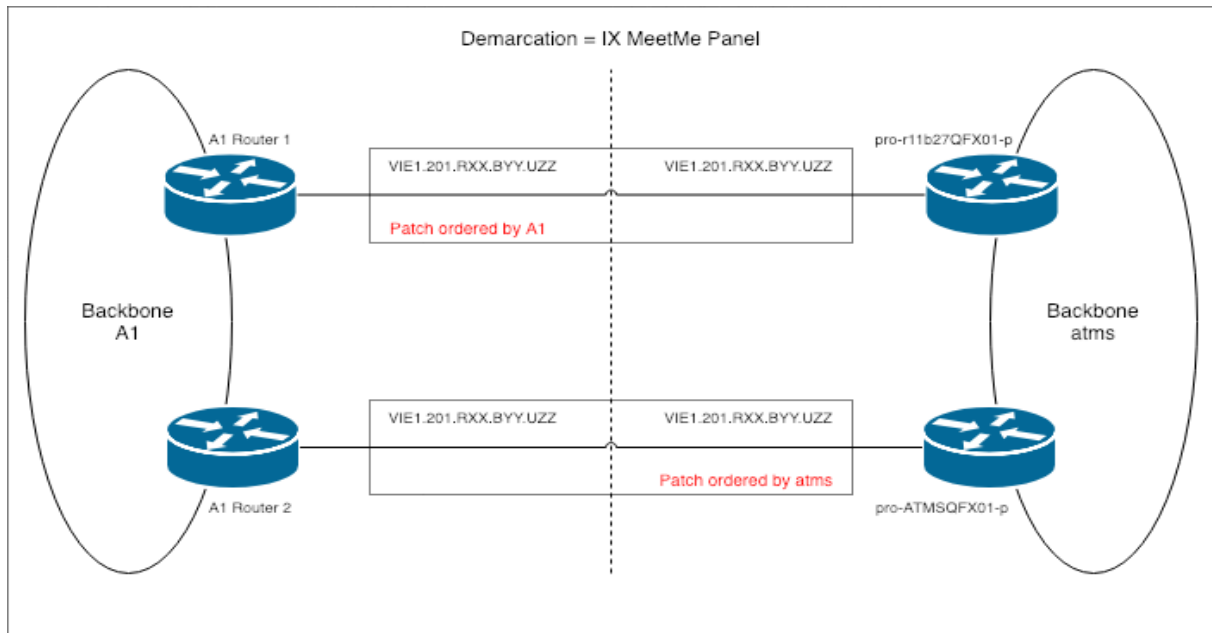 Demarcation = IX MeetMe Panel
A1 Router 1
pro-r11b27QFX01-p
VIE1.201.RXX.BYY.UZZ
VIE1.201.RXX.BYY.UZZ
Patch ordered by A1
Backbone
A1
Backbone
atms
VIE1.201.RXX.BYY.UZZ
VIE1.201.RXX.BYY.UZZ
Patch ordered by atms
A1 Router 2
pro-ATMSQFX01-p